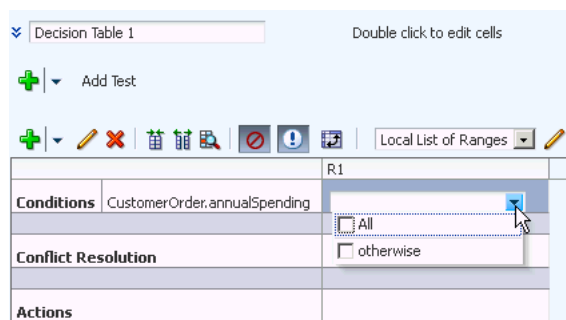 Decision Table 1 Double click to edit cells
Add Test
Local List of Ranges
R1
Conditions CustomerOrder.annualSpending
All
otherwise
Conflict Resolution
Actions